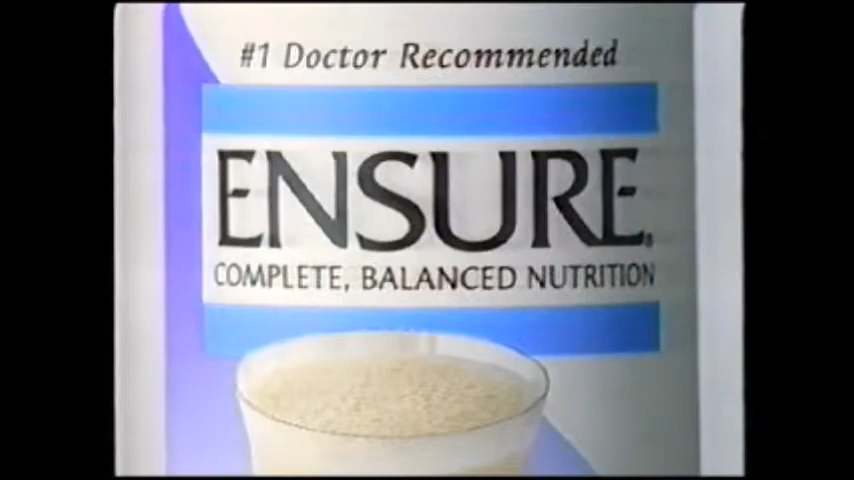 #1 Doctor Recommended
ENSURE®
COMPLETE, BALANCED NUTRITION